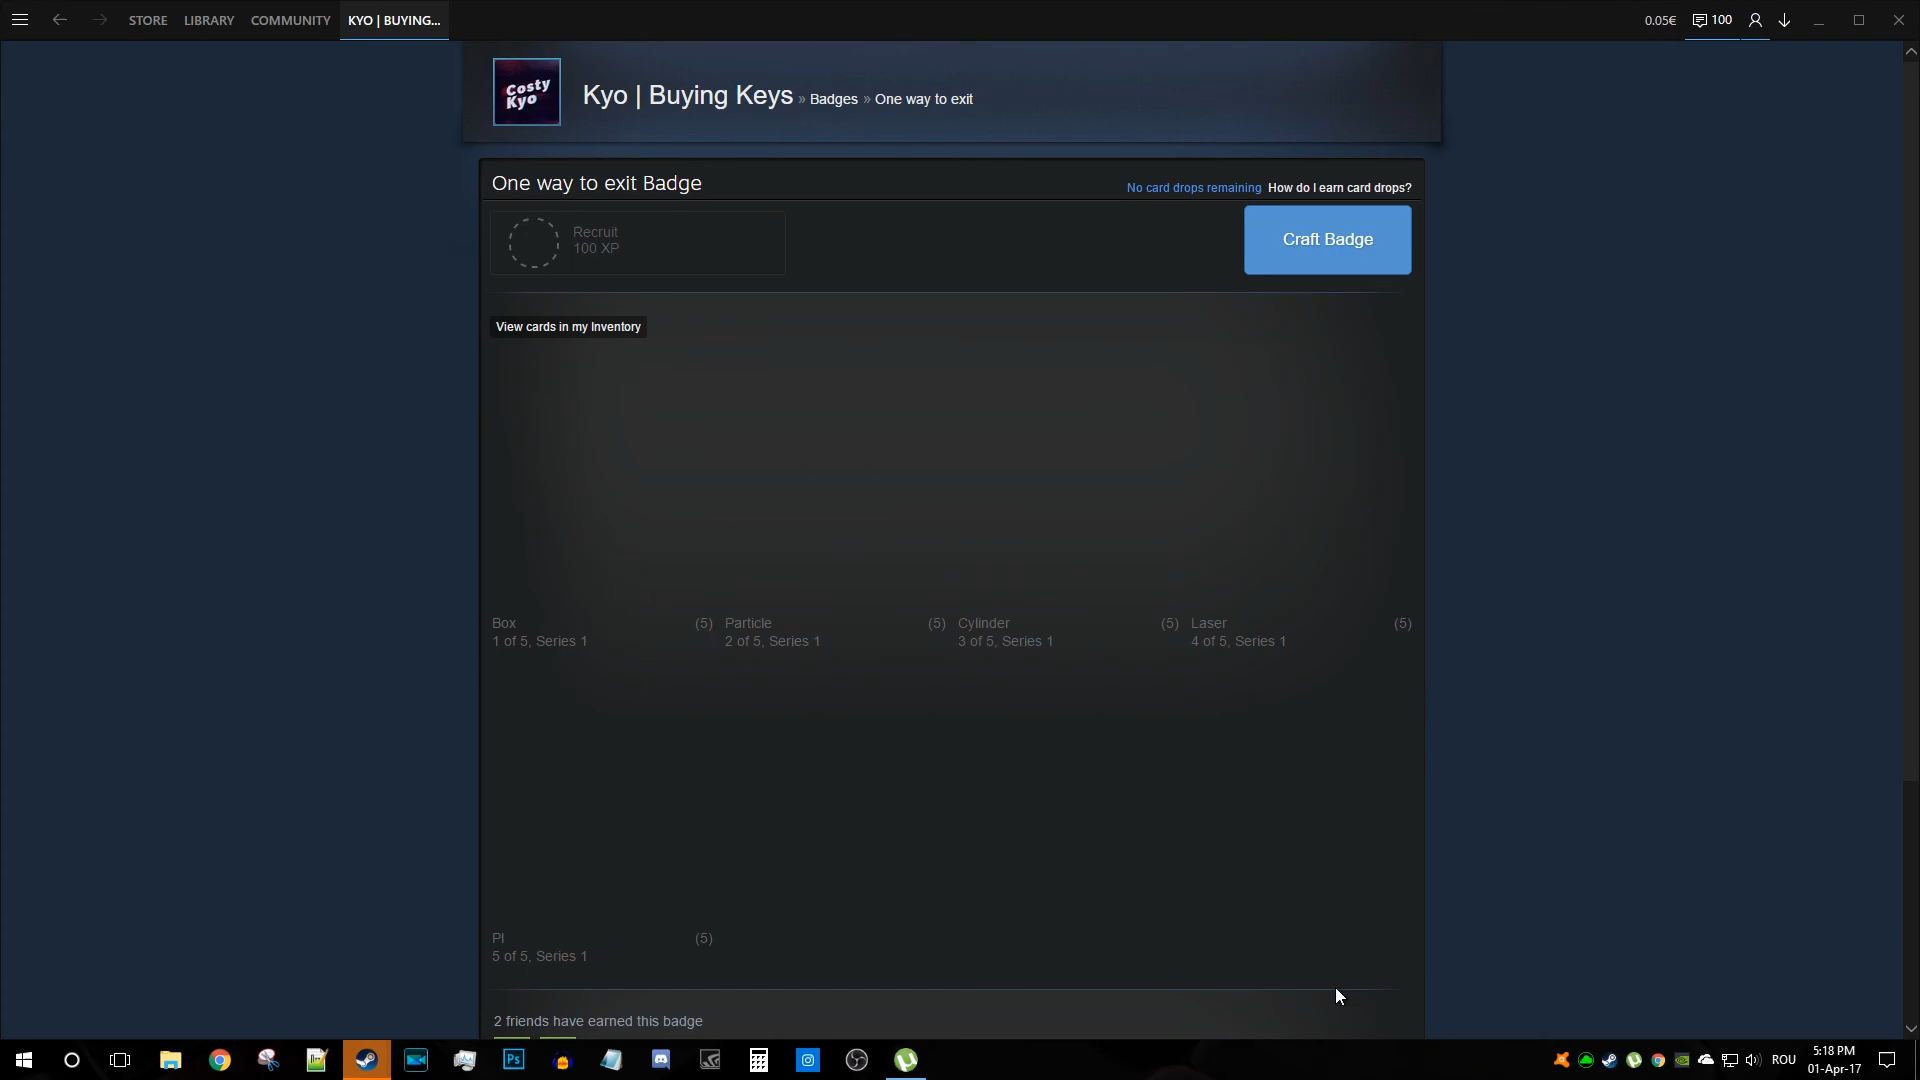 STORE LIBRARY COMMUNITY KYO | BUYING... 0.05€ 100
Costy
Kyo
Kyo | Buying Keys » Badges » One way to exit
One way to exit Badge
No card drops remaining How do I earn card drops?
Recruit
100 XP
Craft Badge
View cards in my Inventory
Box (5) Particle (5) Cylinder (5) Laser (5)
1 of 5, Series 1 2 of 5, Series 1 3 of 5, Series 1 4 of 5, Series 1
PI (5)
5 of 5, Series 1
2 friends have earned this badge
Ps
ROU
5:18 PM
01-Apr-17